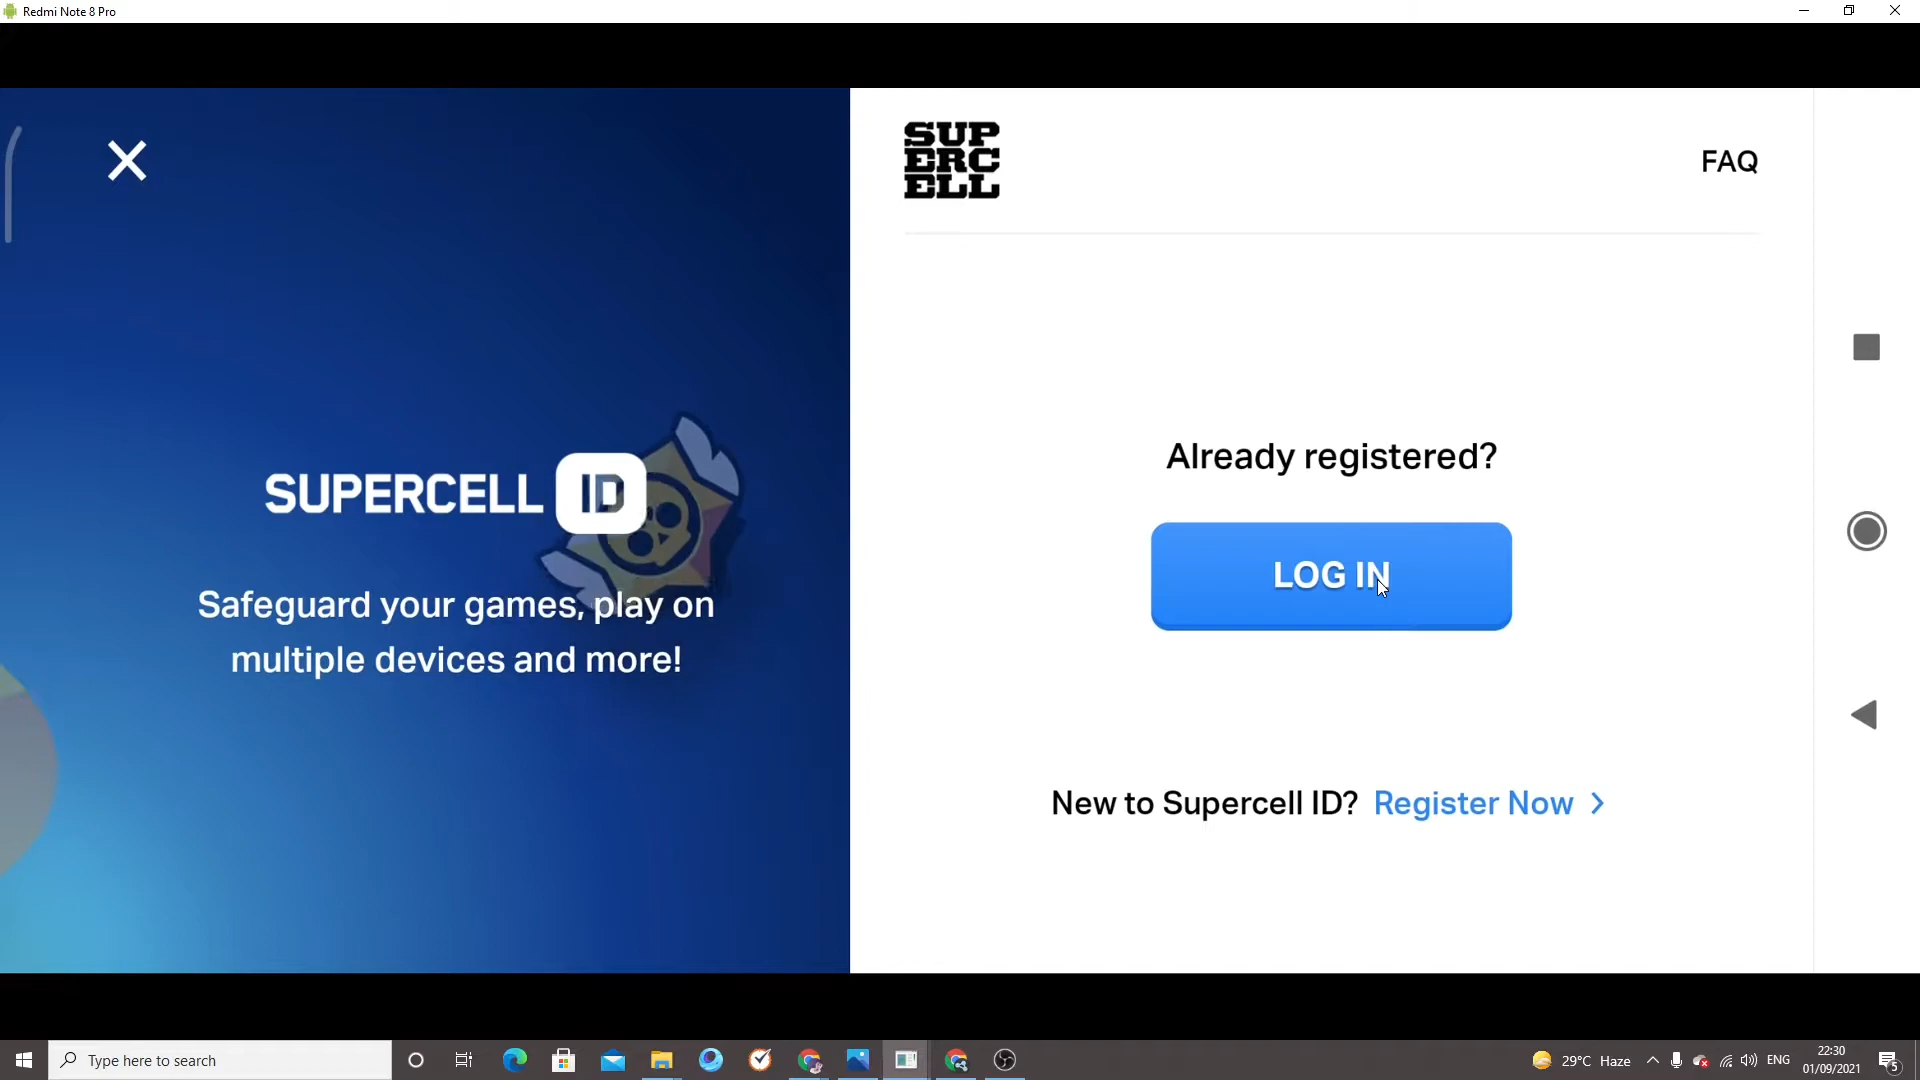 Redmi Note 8 Pro
SUP
ERC
ELL
FAQ
SUPERCELL ID
Safeguard your games, play on
multiple devices and more!
Already registered?
LOG IN
New to Supercell ID? Register Now
Type here to search
29°C Haze
ENG
22:30
01/09/2021
5